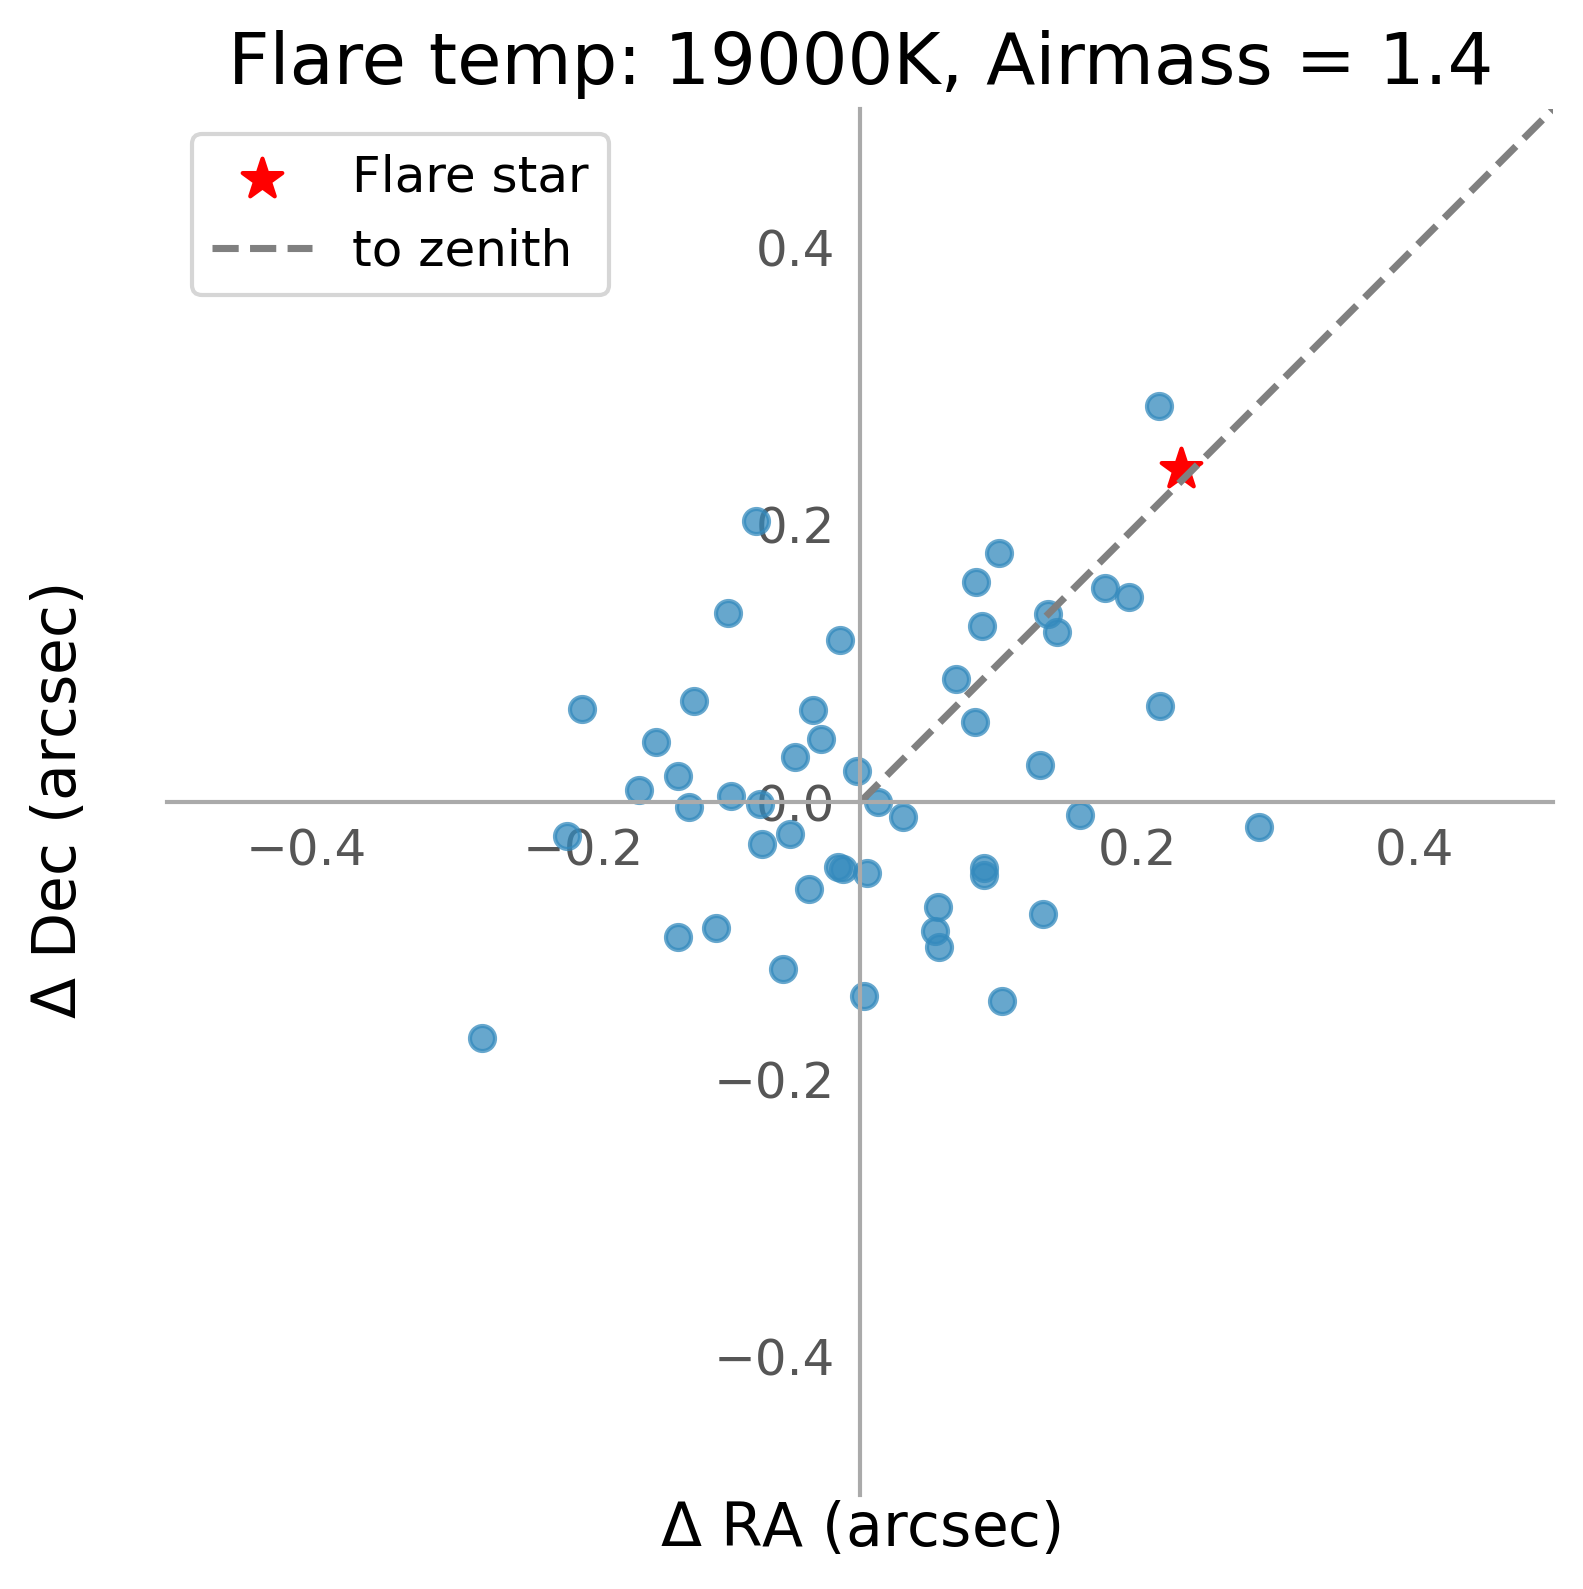 Flare temp: 19000K, Airmass = 1.4
Flare star
to zenith
0.4
0.2
0.0
−0.4
−0.2
0.2
0.4
−0.2
−0.4
Δ Dec (arcsec)
Δ RA (arcsec)